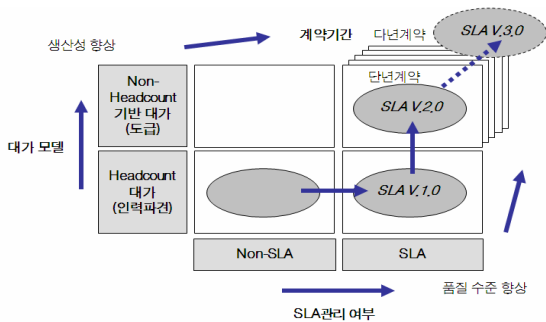 생산성 향상
계약기간
다년계약
SLA V.3.0
단년계약
Non-
Headcount
기반 대가
(도급)
SLA V.2.0
대가 모델
Headcount
대가
(인력파견)
SLA V.1.0
Non-SLA
SLA
품질 수준 향상
SLA관리 여부